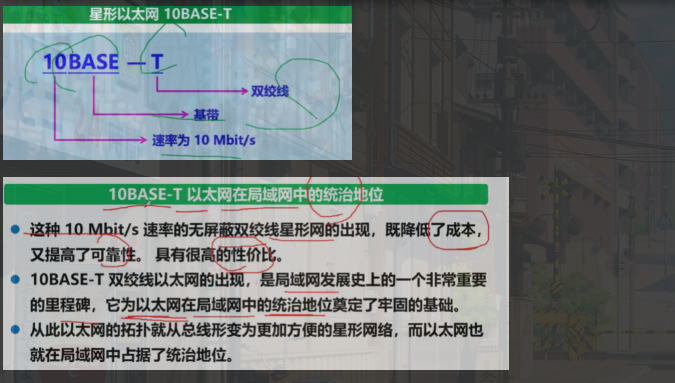 星形以太网 10BASE-T
10BASE — T
双绞线
基带
速率为 10 Mbit/s
10BASE-T 以太网在局域网中的统治地位
这种 10 Mbit/s 速率的无屏蔽双绞线星形网的出现，既降低了成本，
又提高了可靠性。 具有很高的性价比。
10BASE-T 双绞线以太网的出现，是局域网发展史上的一个非常重要
的里程碑，它为以太网在局域网中的统治地位奠定了牢固的基础。
从此以太网的拓扑就从总线形变为更加方便的星形网络，而以太网也
就在局域网中占据了统治地位。